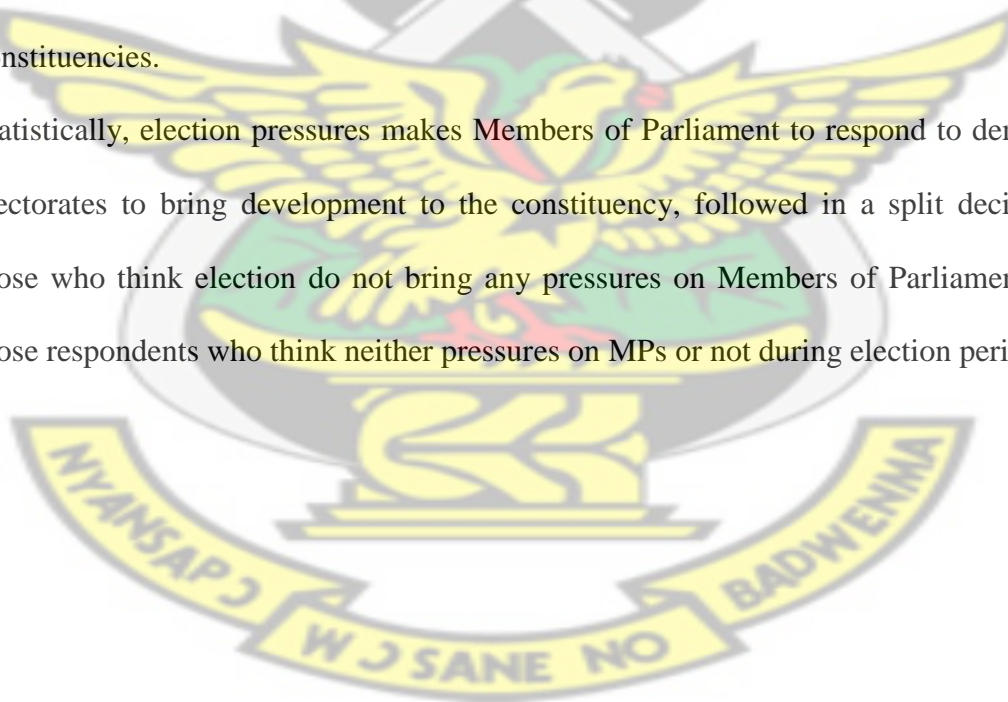 nstituencies.
atistically, election pressures makes Members of Parliament to respond to der
ectorates to bring development to the constituency, followed in a split deci
ose who think election do not bring any pressures on Members of Parliamen
ose respondents who think neither pressures on MPs or not during election peri
NYANSAPƆ
WƆSANE NO
BADWENMA